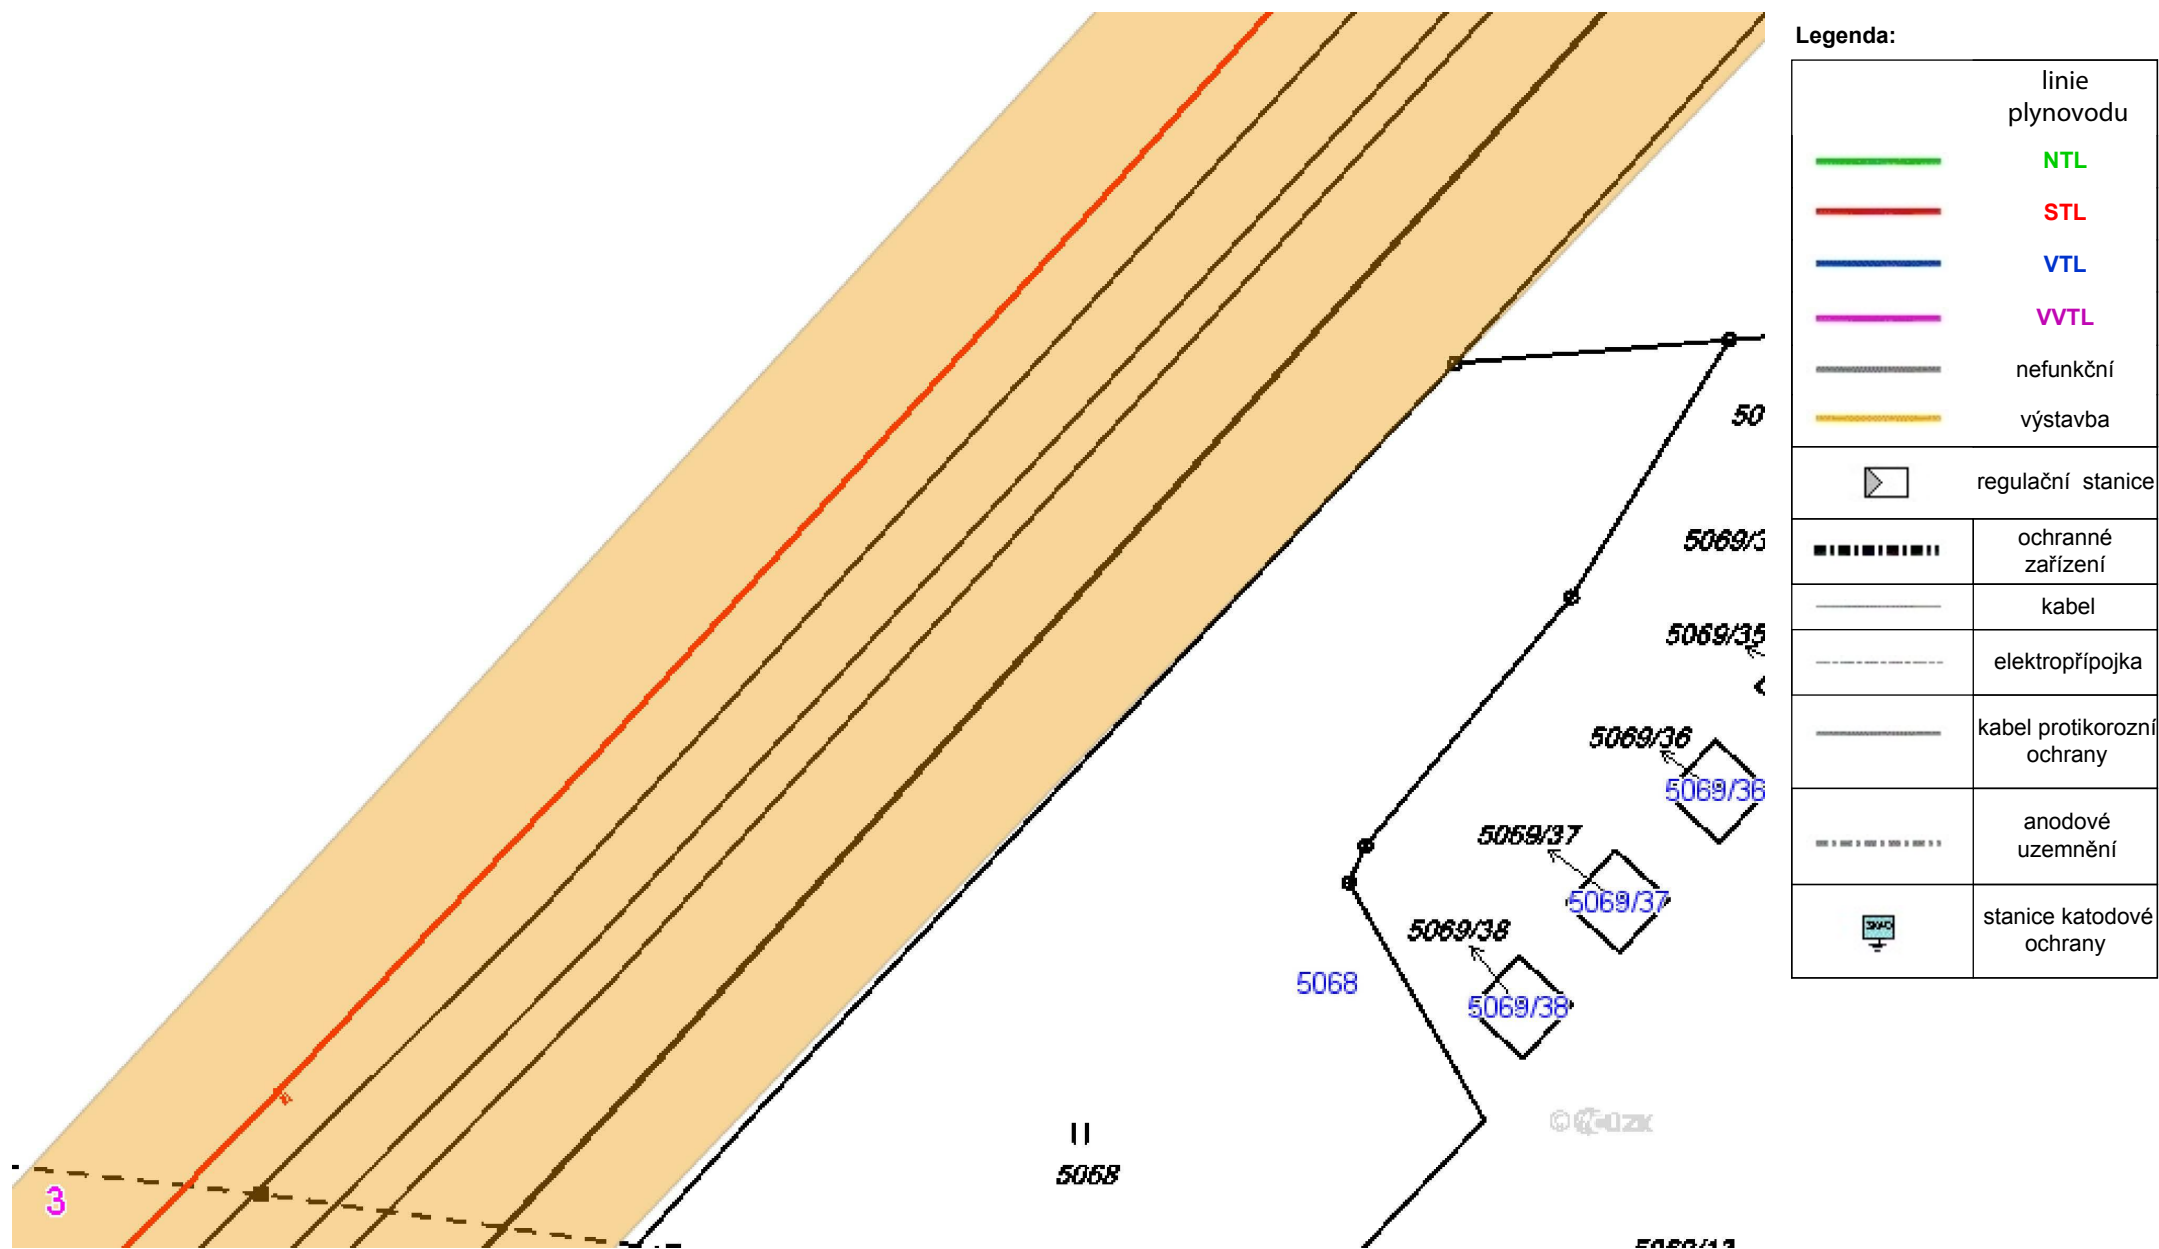 Legenda:
linie
plynovodu
NTL
STL
VTL
VVTL
nefunkční
výstavba
regulační stanice
ochranné
zařízení
kabel
elektropřípojka
kabel protikorozní
ochrany
anodové
uzemnění
stanice katodové
ochrany
50
5069/3
5069/35
5069/36
5069/36
5069/37
5069/37
5069/38
5069/38
5068
5068
3